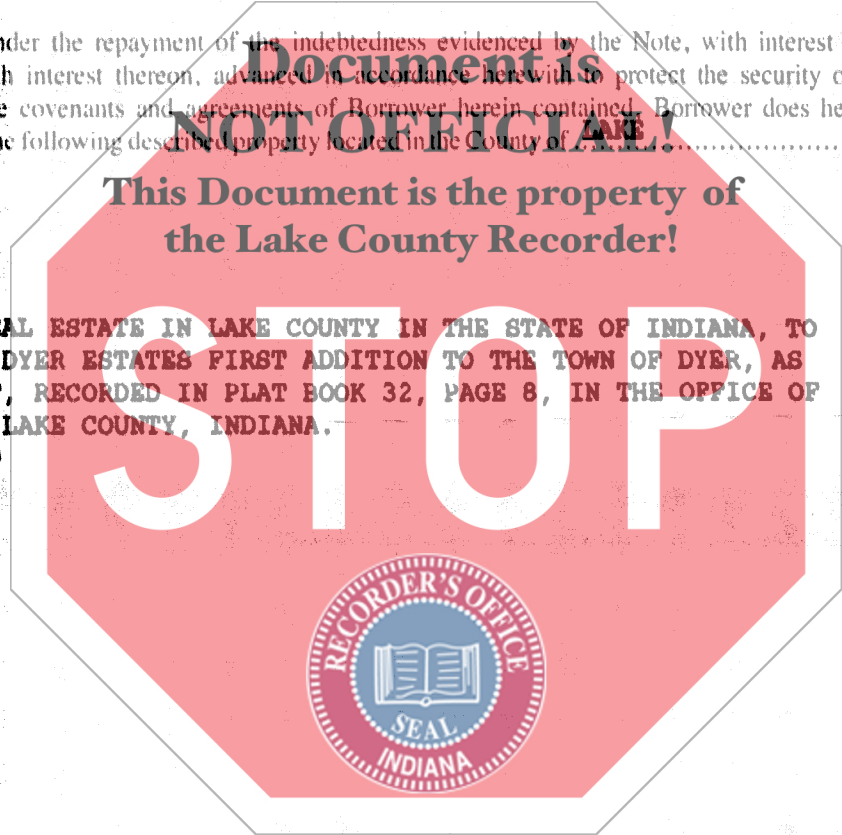 nder the repayment of the indebtedness evidenced by the Note, with interest
h interest thereon, advanced in accordance herewith to protect the security o
e covenants and agreements of Borrower herein contained, Borrower does he
following described property located in the County of LAKE
Document is
NOT OFFICIAL!
This Document is the property of
the Lake County Recorder!
AL ESTATE IN LAKE COUNTY IN THE STATE OF INDIANA, TO
DYER ESTATES FIRST ADDITION TO THE TOWN OF DYER, AS
, RECORDED IN PLAT BOOK 32, PAGE 8, IN THE OFFICE OF
LAKE COUNTY, INDIANA.
STOP
RECORDER'S OFFICE
SEAL
INDIANA